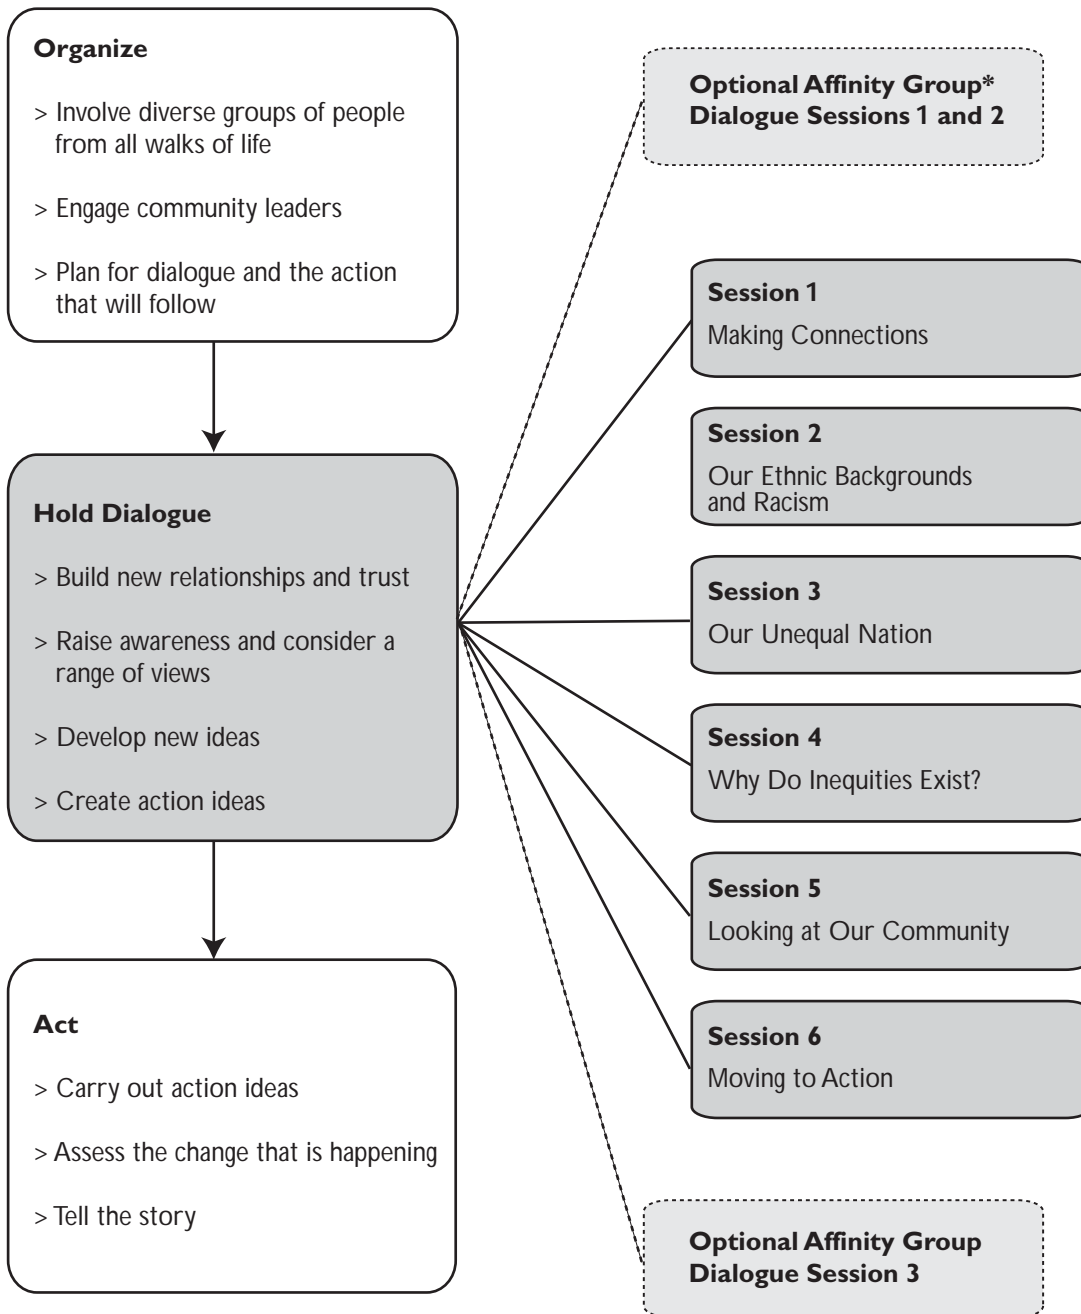 Organize
> Involve diverse groups of people
from all walks of life
> Engage community leaders
> Plan for dialogue and the action
that will follow
Hold Dialogue
> Build new relationships and trust
> Raise awareness and consider a
range of views
> Develop new ideas
> Create action ideas
Act
> Carry out action ideas
> Assess the change that is happening
> Tell the story
Optional Affinity Group*
Dialogue Sessions 1 and 2
Session 1
Making Connections
Session 2
Our Ethnic Backgrounds
and Racism
Session 3
Our Unequal Nation
Session 4
Why Do Inequities Exist?
Session 5
Looking at Our Community
Session 6
Moving to Action
Optional Affinity Group
Dialogue Session 3